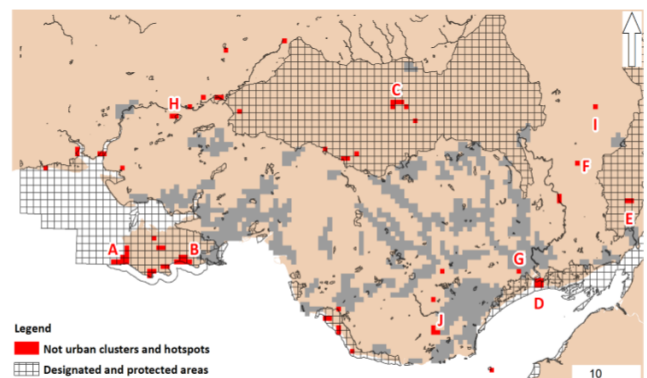 C
H
I
F
E
A
B
G
D
J
Legend
Not urban clusters and hotspots
Designated and protected areas
10